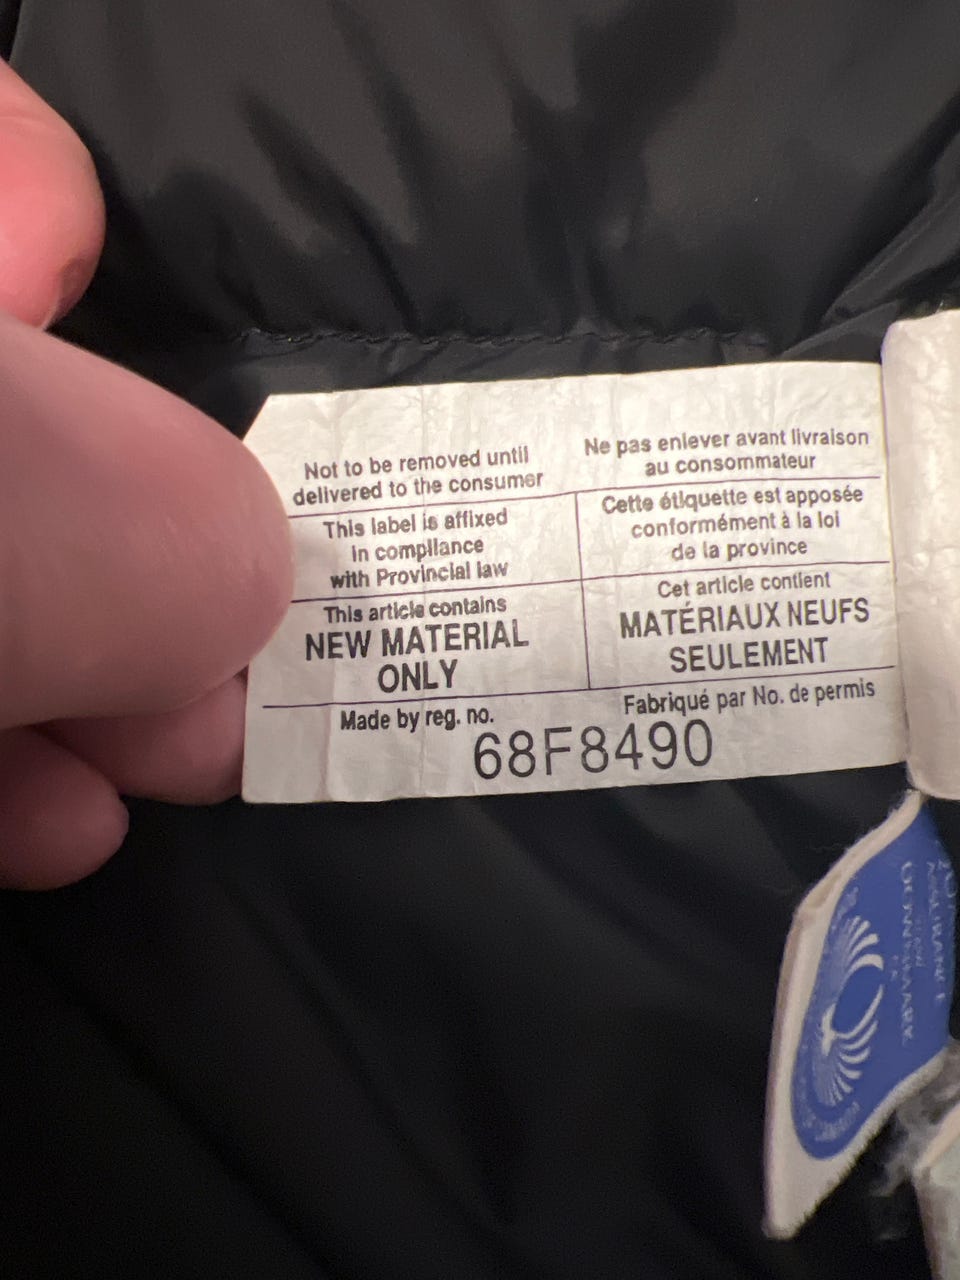 Not to be removed until
delivered to the consumer
Ne pas enlever avant livraison
au consommateur
This label is affixed
in compliance
with Provincial law
Cette étiquette est apposée
conformément à la loi
de la province
This article contains
NEW MATERIAL
ONLY
Cet article contient
MATÉRIAUX NEUFS
SEULEMENT
Made by reg. no.
Fabriqué par No. de permis
68F8490
DOWNMARK